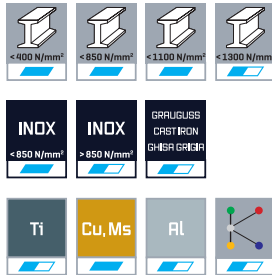 <400 N/mm² <850 N/mm² <1100 N/mm² <1300 N/mm²
INOX INOX GRAUGUSS
CAST IRON
GHISA GRIGIA
<850 N/mm² >850 N/mm²
Ti Cu, Ms Al